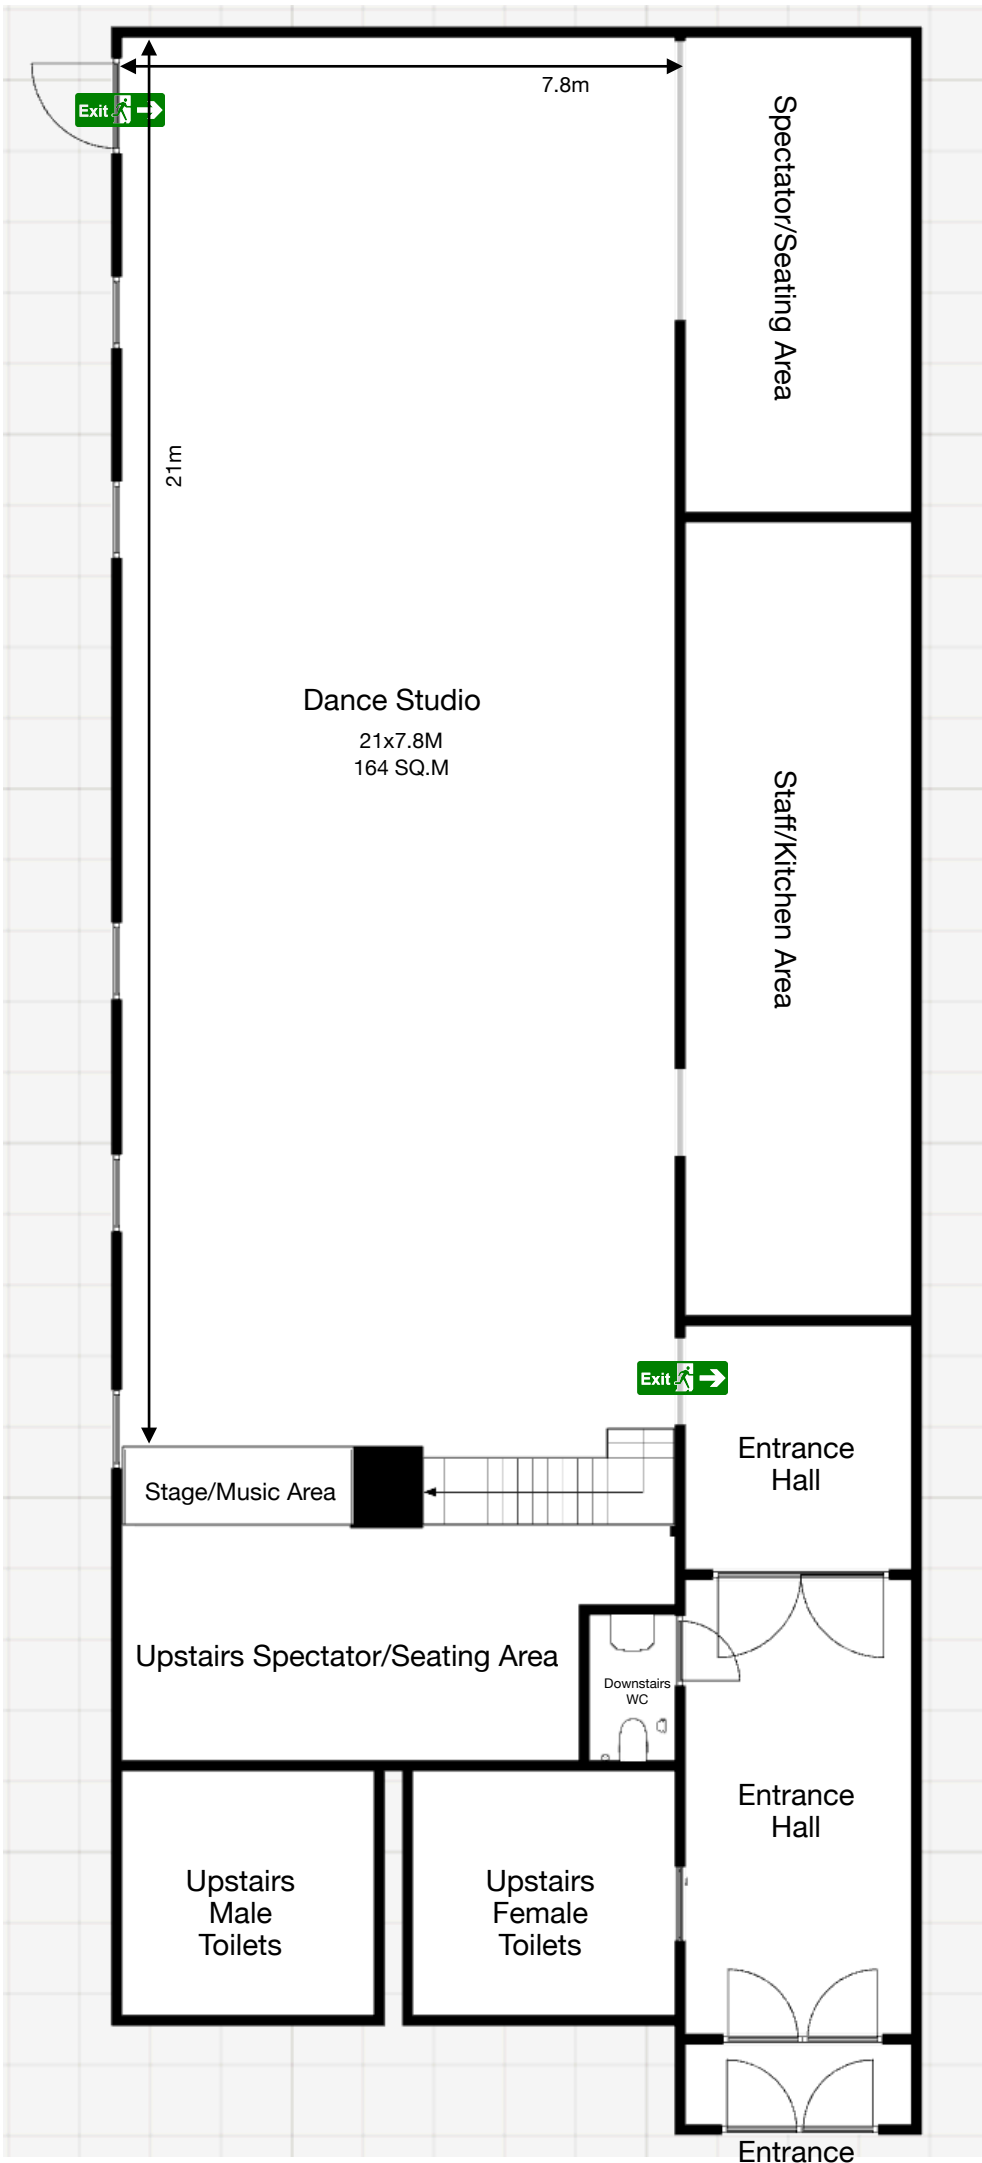 7.8m
Exit
Spectator/Seating Area
21m
Dance Studio
21x7.8M
164 SQ.M
Staff/Kitchen Area
Exit
Entrance
Hall
Stage/Music Area
Upstairs Spectator/Seating Area
Downstairs
WC
Entrance
Hall
Upstairs
Male
Toilets
Upstairs
Female
Toilets
Entrance